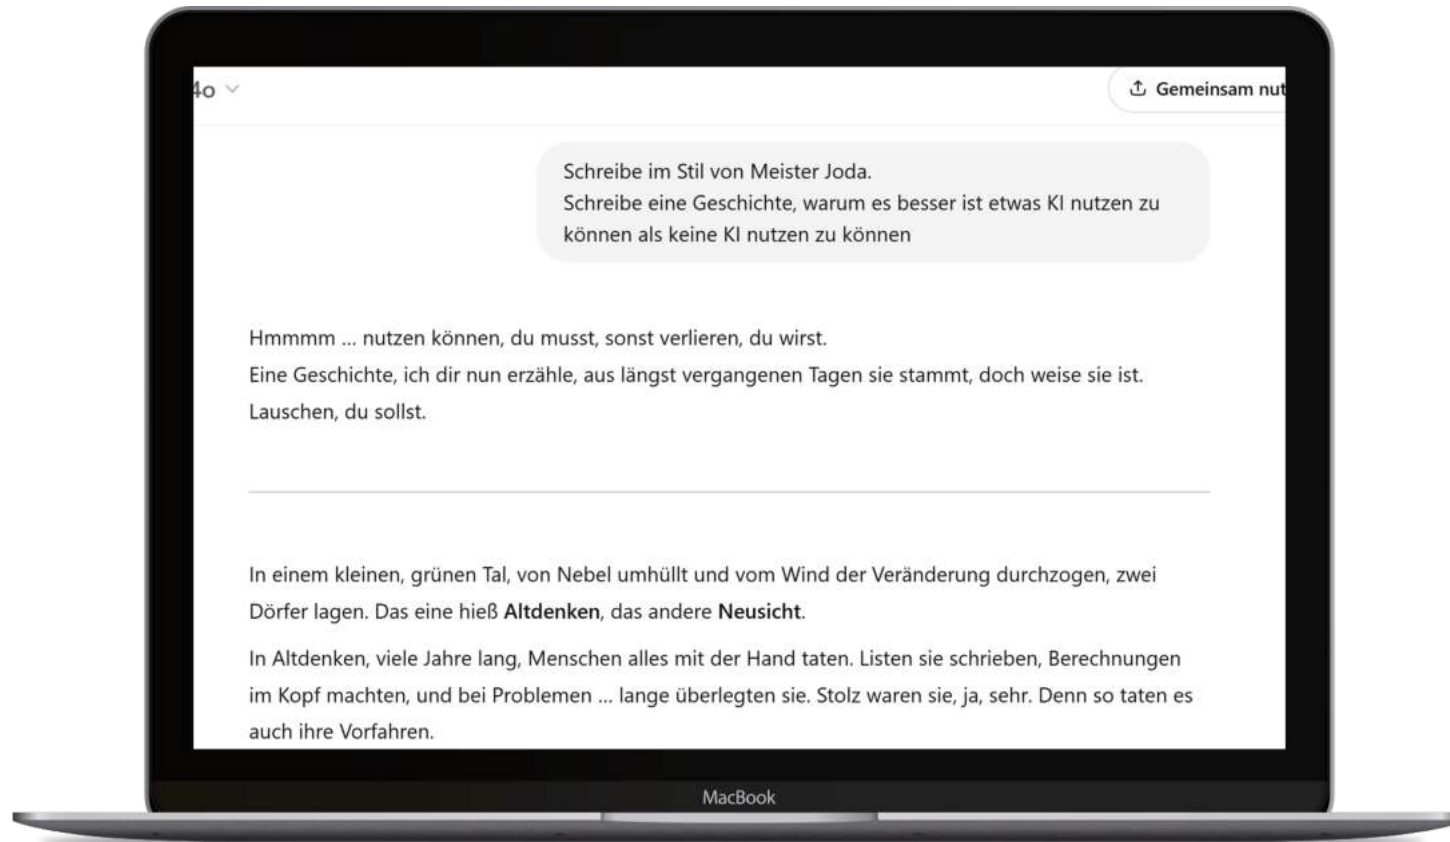 4o
Gemeinsam nut
Schreibe im Stil von Meister Joda.
Schreibe eine Geschichte, warum es besser ist etwas KI nutzen zu
können als keine KI nutzen zu können
Hmmmm ... nutzen können, du musst, sonst verlieren, du wirst.
Eine Geschichte, ich dir nun erzähle, aus längst vergangenen Tagen sie stammt, doch weise sie ist.
Lauschen, du sollst.
In einem kleinen, grünen Tal, von Nebel umhüllt und vom Wind der Veränderung durchzogen, zwei
Dörfer lagen. Das eine hieß Altdenken, das andere Neusicht.
In Altdenken, viele Jahre lang, Menschen alles mit der Hand taten. Listen sie schrieben, Berechnungen
im Kopf machten, und bei Problemen ... lange überlegten sie. Stolz waren sie, ja, sehr. Denn so taten es
auch ihre Vorfahren.
MacBook